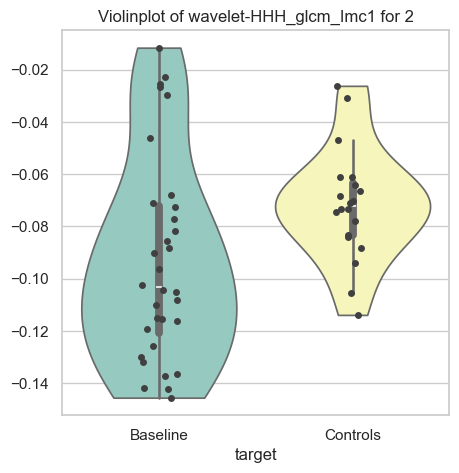 Violinplot of wavelet-HHH_glcm_Imc1 for 2
−0.02
−0.04
−0.06
−0.08
−0.10
−0.12
−0.14
Baseline
Controls
target